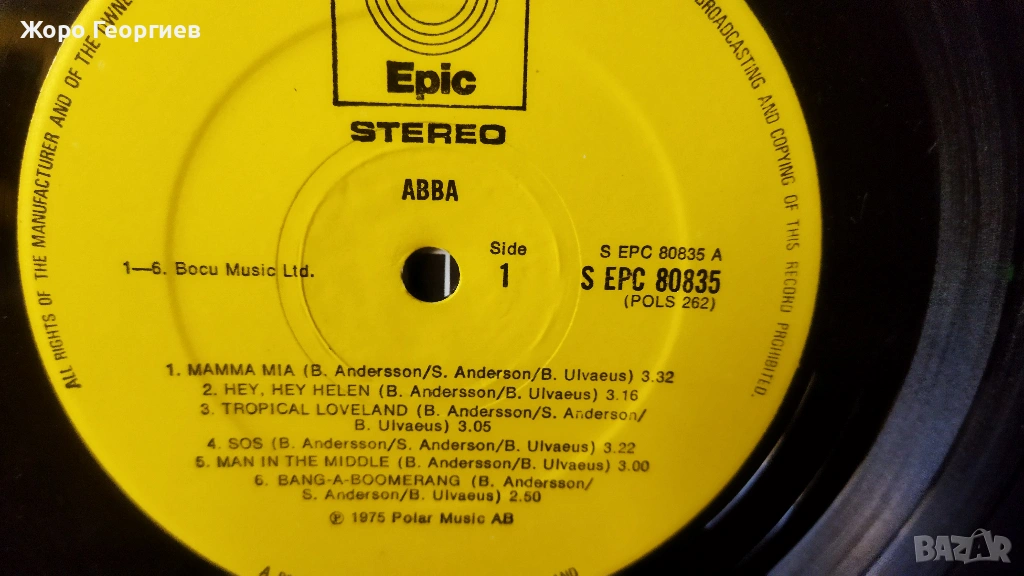 Жоро Георгиев
Epic
STEREO
ABBA
1—6. Bocu Music Ltd.
Side
1
S EPC 80835 A
S EPC 80835
(POLS 262)
1. MAMMA MIA (B. Andersson/S. Anderson/B. Ulvaeus) 3.32
2. HEY, HEY HELEN (B. Andersson/B. Ulvaeus) 3.16
3. TROPICAL LOVELAND (B. Andersson/S. Anderson/
B. Ulvaeus) 3.05
4. SOS (B. Andersson/S. Anderson/B. Ulvaeus) 3.22
5. MAN IN THE MIDDLE (B. Andersson/B. Ulvaeus) 3.00
6. BANG-A-BOOMERANG (B. Andersson/
S. Anderson/B. Ulvaeus) 2.50
℗ 1975 Polar Music AB
ALL RIGHTS OF THE MANUFACTURER AND OF THE OWNE
BROADCASTING AND COPYING OF THIS RECORD PROHIBITED.
BAZAR